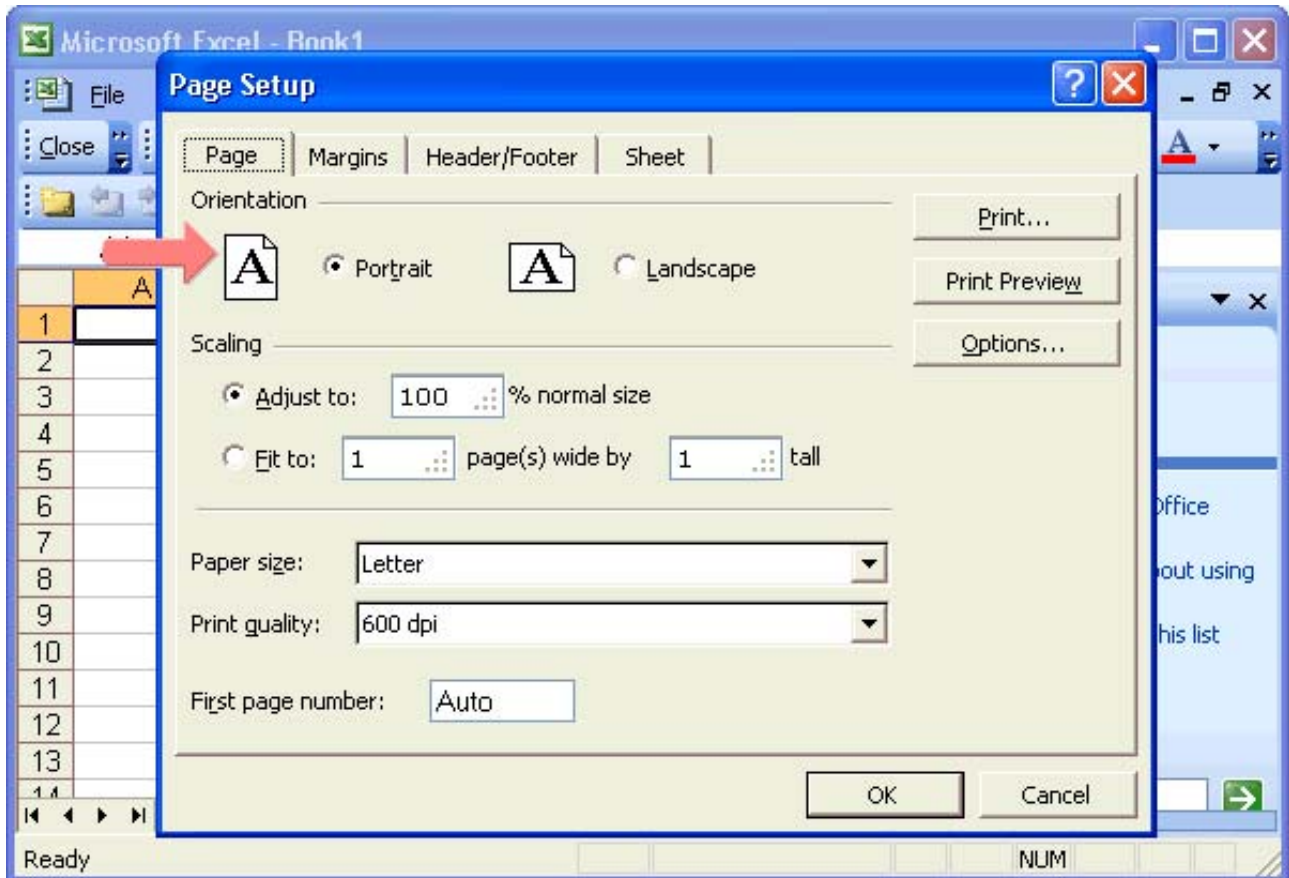 Microsoft Excel - Book1
Page Setup
File
Close
A
Page Margins Header/Footer Sheet
Orientation
A Portrait A Landscape
Print...
Print Preview
Options...
A
Scaling
Adjust to: 100 % normal size
Fit to: 1 page(s) wide by 1 tall
Paper size: Letter
Print quality: 600 dpi
First page number: Auto
OK Cancel
1
2
3
4
5
6
7
8
9
10
11
12
13
14
Office
out using
his list
Ready NUM